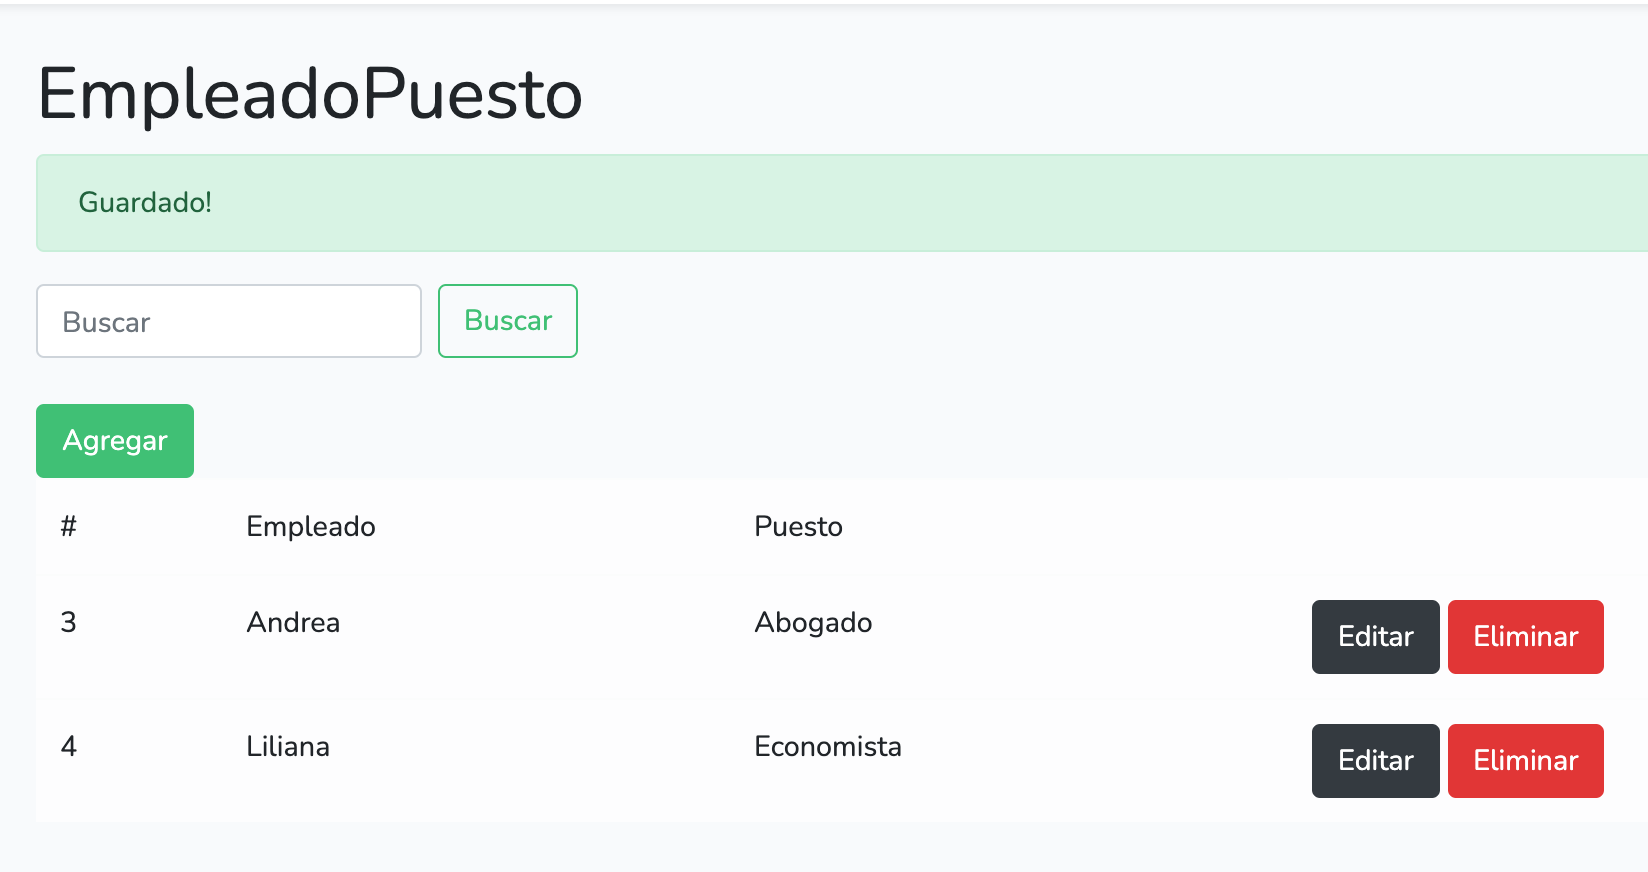 EmpleadoPuesto
Guardado!
Buscar Buscar
Agregar
# Empleado Puesto
3 Andrea Abogado Editar Eliminar
4 Liliana Economista Editar Eliminar